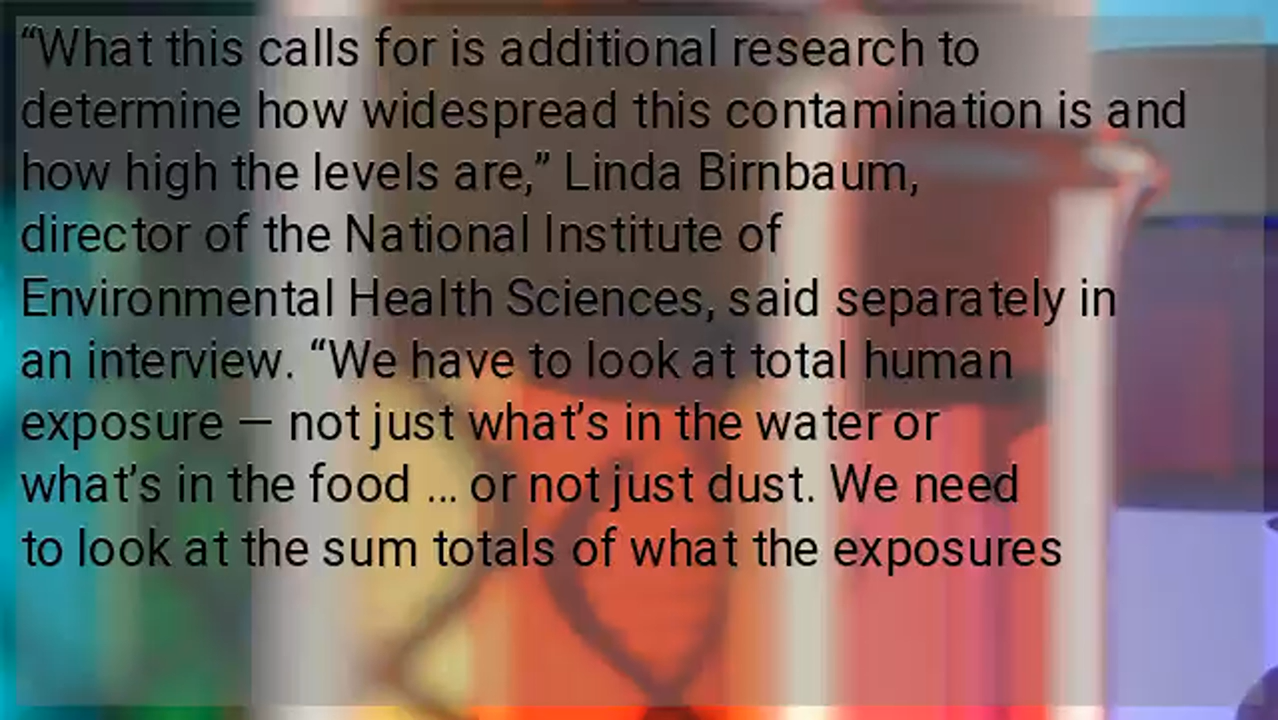 “What this calls for is additional research to
determine how widespread this contamination is and
how high the levels are,” Linda Birnbaum,
director of the National Institute of
Environmental Health Sciences, said separately in
an interview. “We have to look at total human
exposure — not just what’s in the water or
what’s in the food ... or not just dust. We need
to look at the sum totals of what the exposures